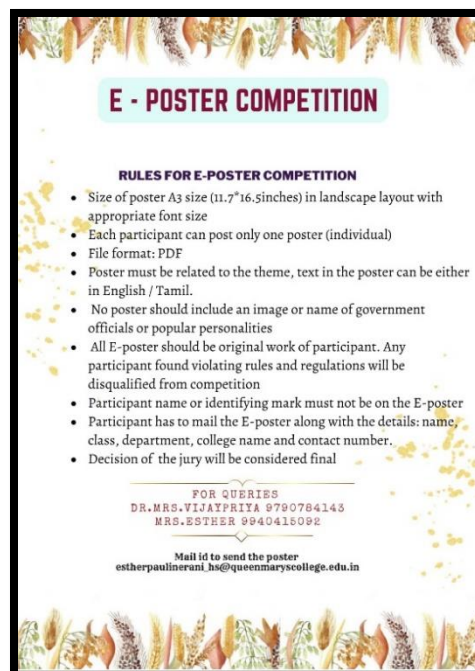 E - POSTER COMPETITION
RULES FOR E-POSTER COMPETITION
• Size of poster A3 size (11.7*16.5inches) in landscape layout with
appropriate font size
• Each participant can post only one poster (individual)
• File format: PDF
• Poster must be related to the theme, text in the poster can be either
in English / Tamil.
• No poster should include an image or name of government
officials or popular personalities
• All E-poster should be original work of participant. Any
participant found violating rules and regulations will be
disqualified from competition
• Participant name or identifying mark must not be on the E-poster
• Participant has to mail the E-poster along with the details: name,
class, department, college name and contact number.
• Decision of the jury will be considered final
FOR QUERIES
DR.MRS.VIJAYPRIYA 9790784143
MRS.ESTHER 9940415092
Mail id to send the poster
estherpaulinerani_hs@queenmaryscollege.edu.in